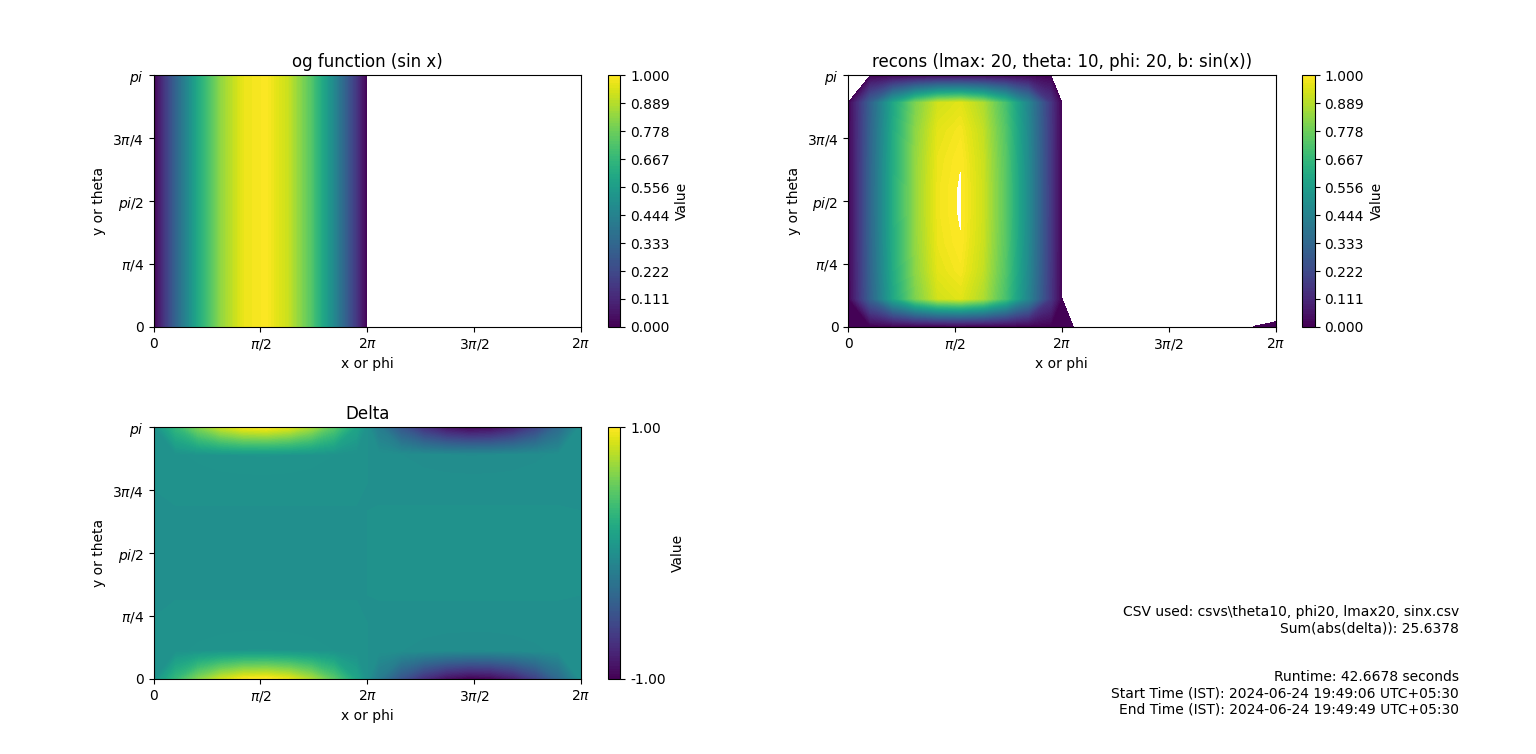 og function (sin x)
pi
3π/4
pi/2
π/4
0
y or theta
0
π/2
2π
3π/2
2π
x or phi
1.000
0.889
0.778
0.667
0.556
0.444
0.333
0.222
0.111
0.000
Value
recons (lmax: 20, theta: 10, phi: 20, b: sin(x))
pi
3π/4
pi/2
π/4
0
y or theta
0
π/2
2π
3π/2
2π
x or phi
1.000
0.889
0.778
0.667
0.556
0.444
0.333
0.222
0.111
0.000
Value
Delta
pi
3π/4
pi/2
π/4
0
y or theta
0
π/2
2π
3π/2
2π
x or phi
1.00
-1.00
Value
CSV used: csvs\theta10, phi20, lmax20, sinx.csv
Sum(abs(delta)): 25.6378
Runtime: 42.6678 seconds
Start Time (IST): 2024-06-24 19:49:06 UTC+05:30
End Time (IST): 2024-06-24 19:49:49 UTC+05:30